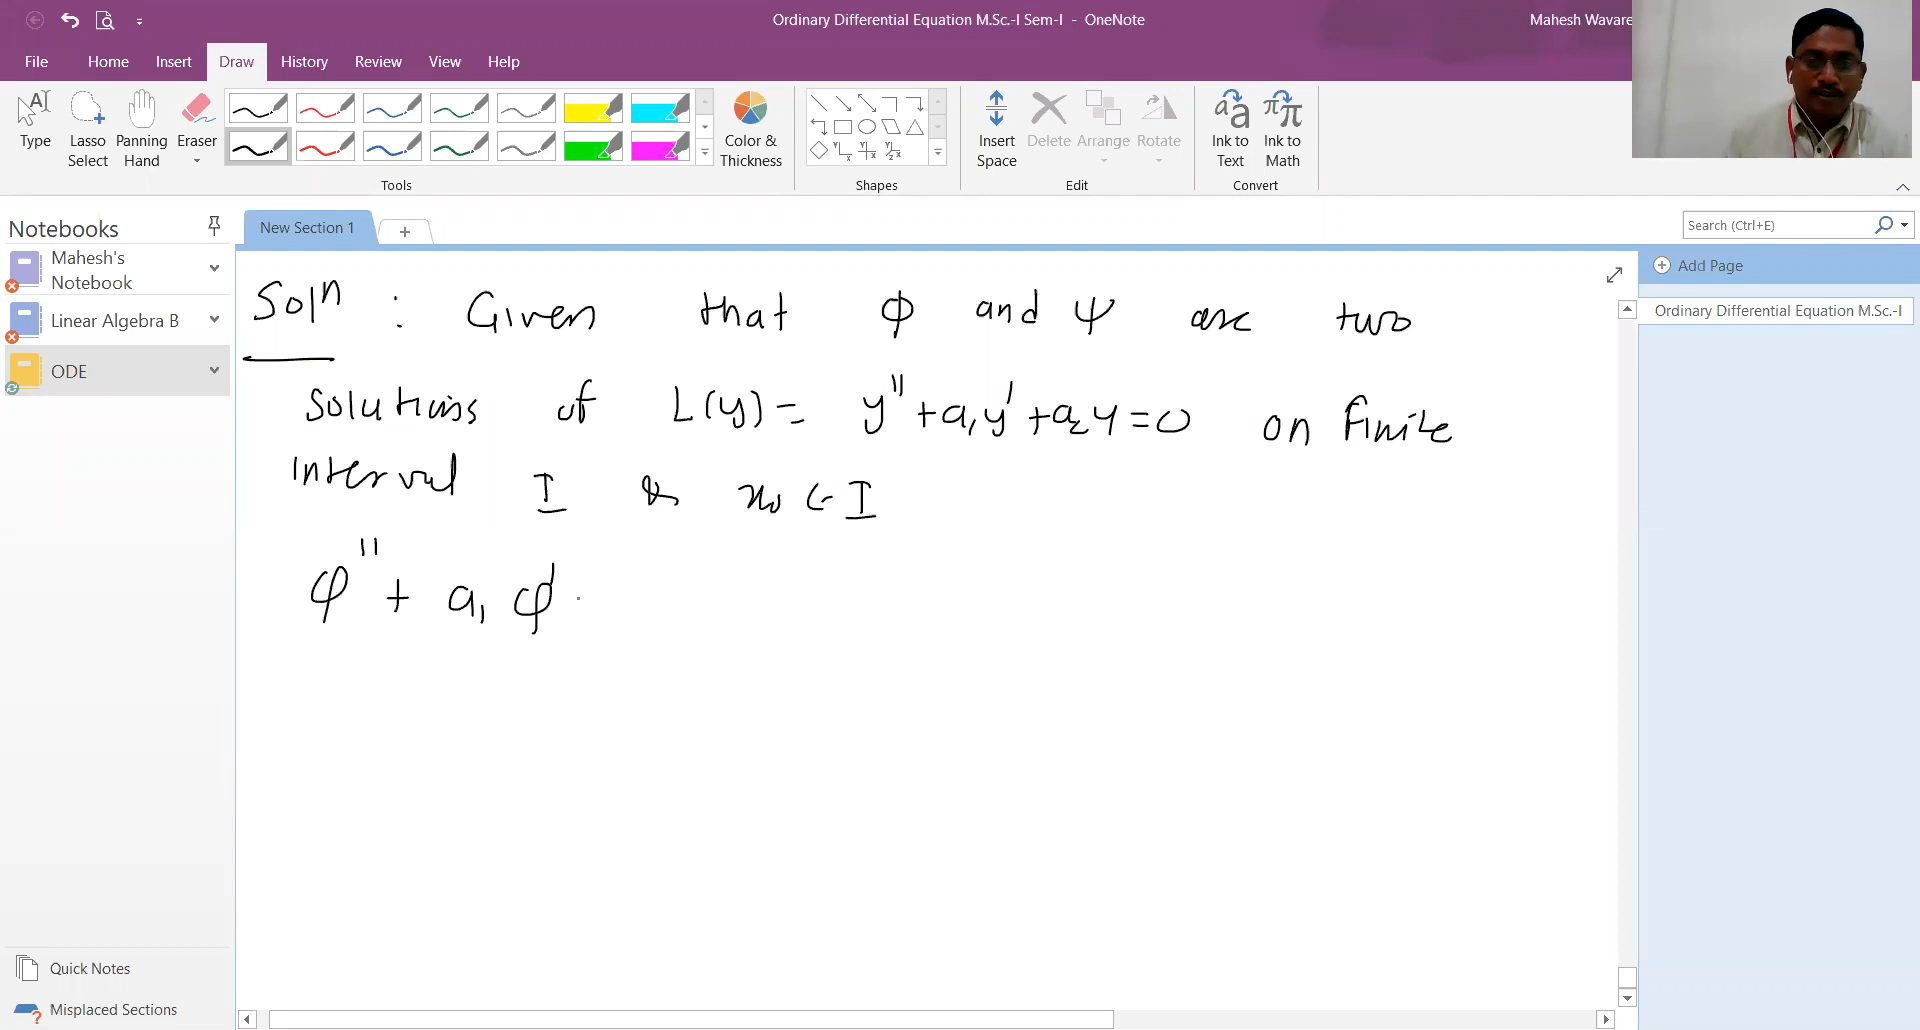 Ordinary Differential Equation M.Sc.-I Sem-I - OneNote
Mahesh Wavare
File Home Insert Draw History Review View Help
Type
Lasso Select
Panning Hand
Eraser
Color & Thickness
Insert Space
Delete
Arrange
Rotate
Ink to Text
Ink to Math
Tools
Shapes
Edit
Convert
Notebooks
Mahesh's Notebook
Linear Algebra B
ODE
Quick Notes
Misplaced Sections
New Section 1
Search (Ctrl+E)
Add Page
Ordinary Differential Equation M.Sc.-I
Solⁿ : Given that φ and ψ are two
Solutions of L(y) = y'' + a₁y' + a₂y = 0 on Finite
Interval I & x₀ ∈ I
φ'' + a₁ φ'